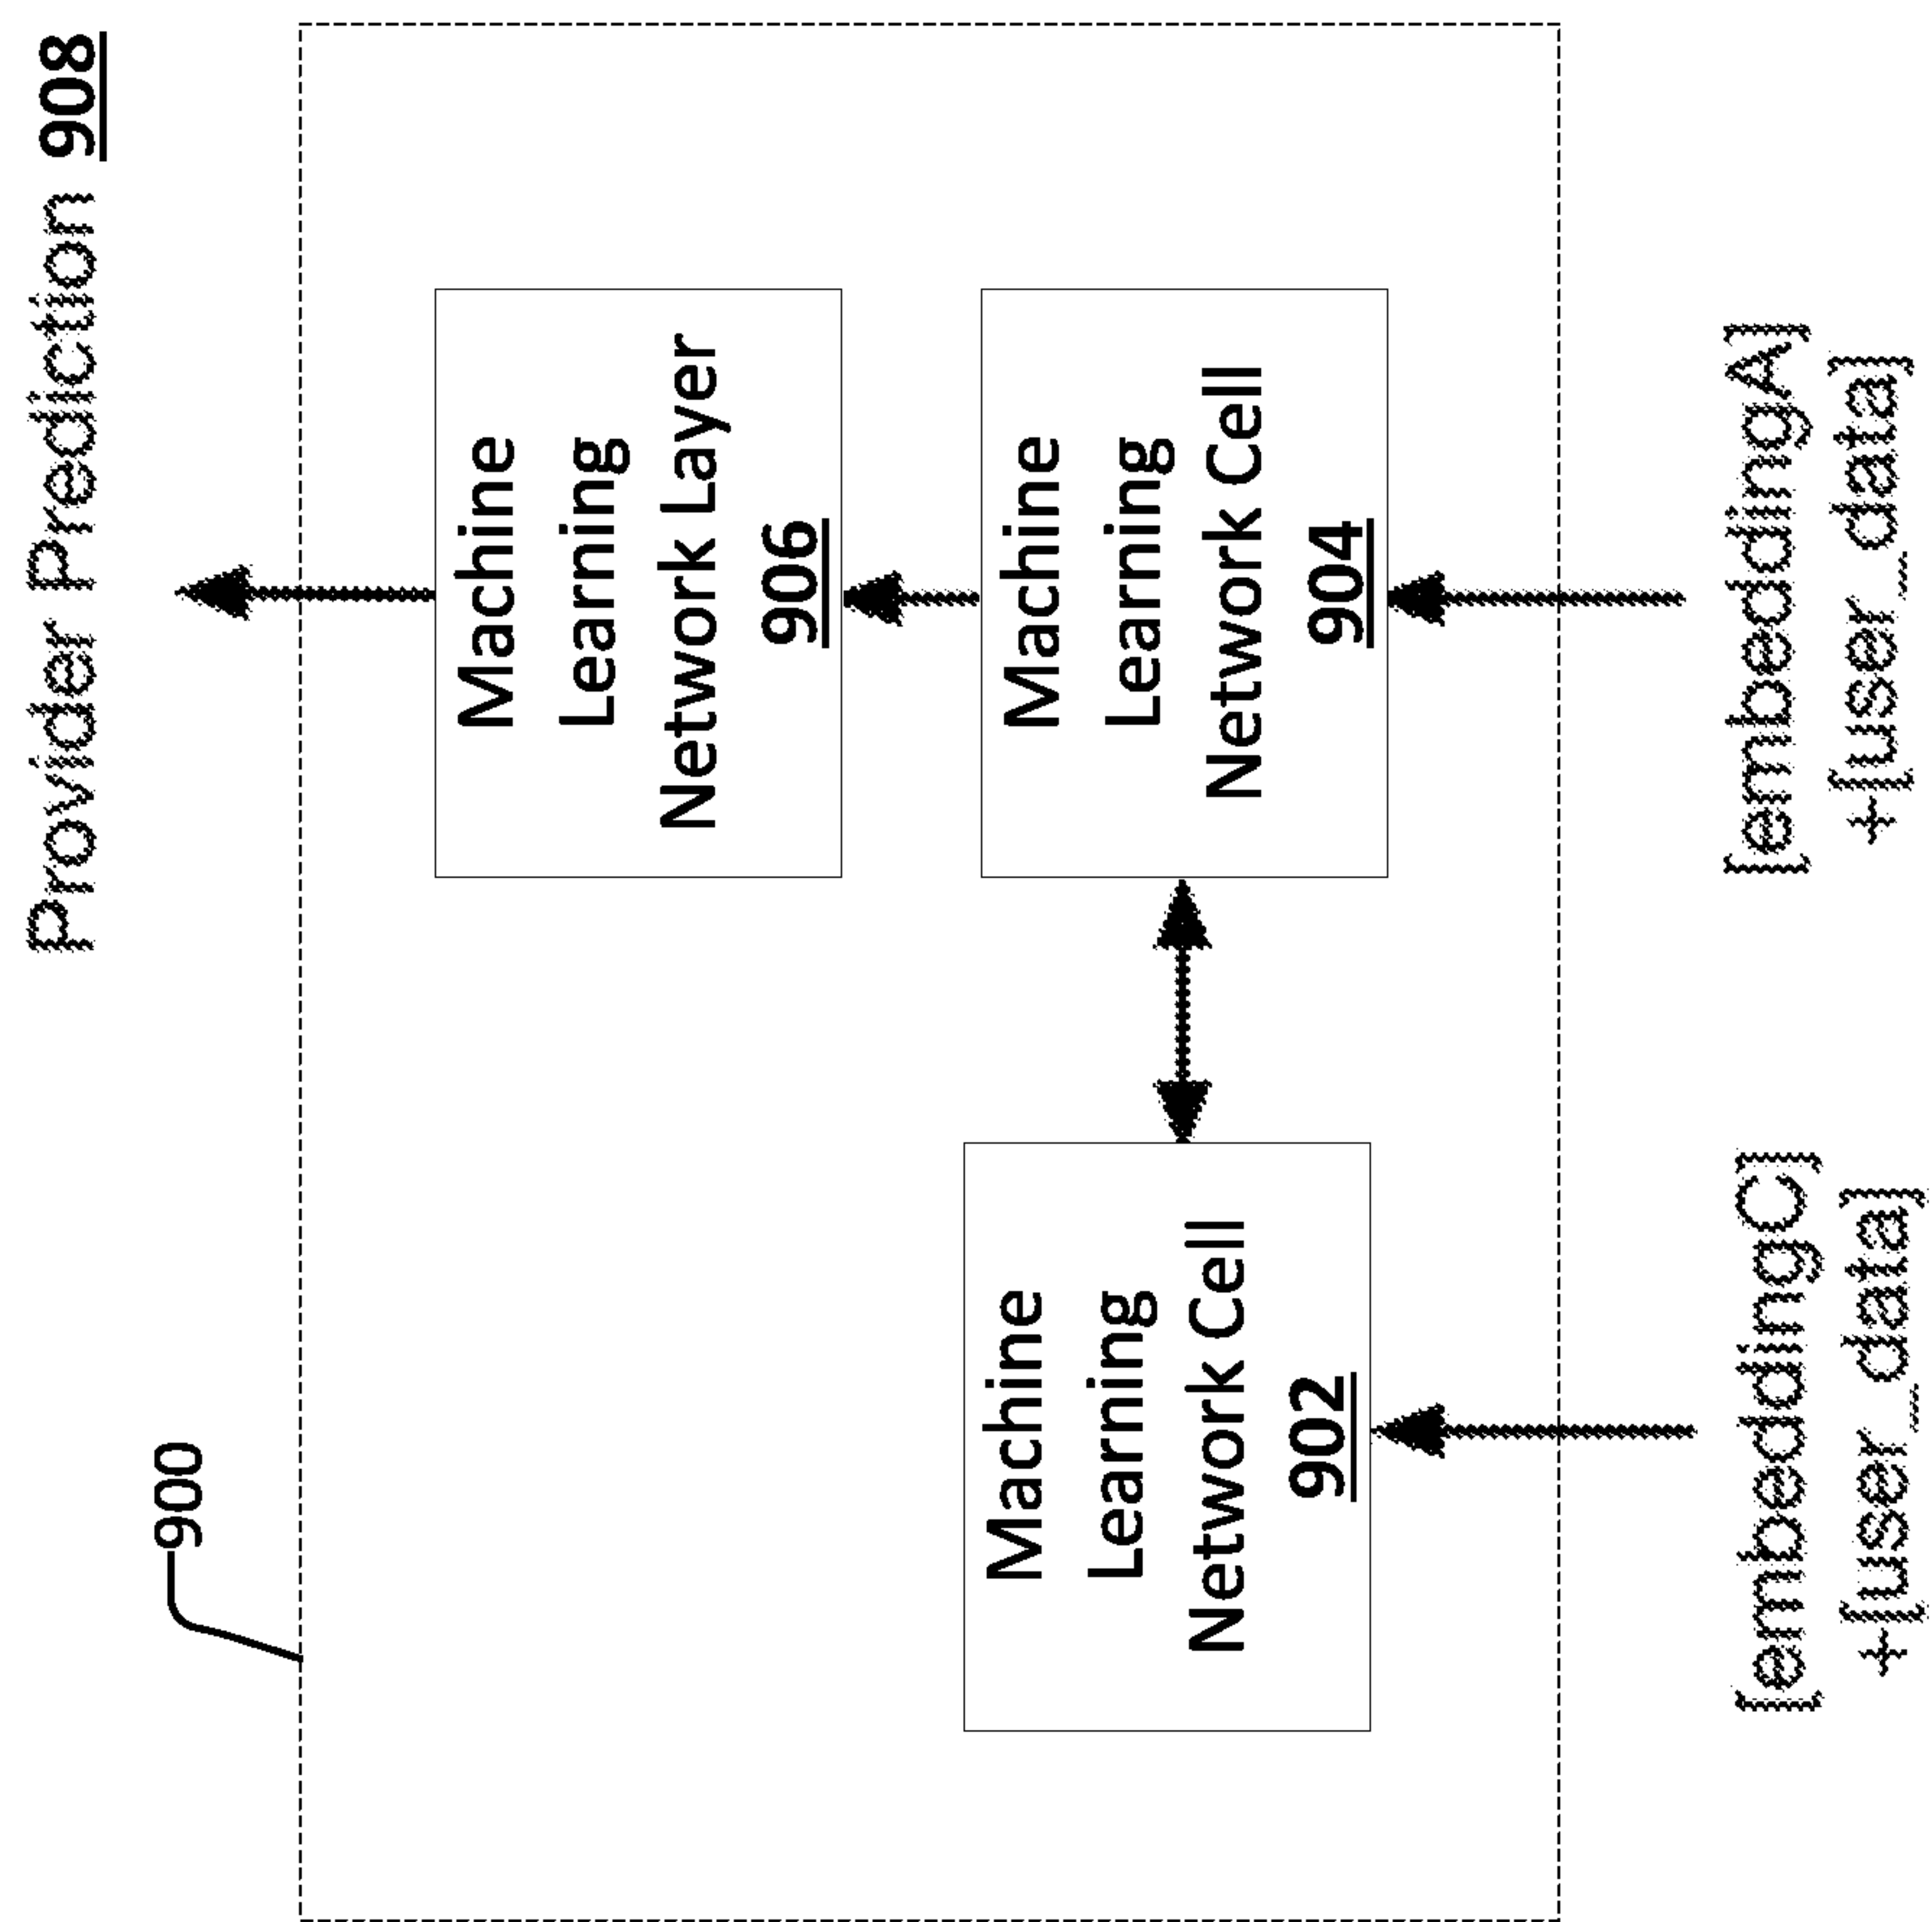 900
Provider Prediction 908
Machine
Learning
Network Layer
906
Machine
Learning
Network Cell
902
Machine
Learning
Network Cell
904
[embeddingC]
+[user_data]
[embeddingA]
+[user_data]